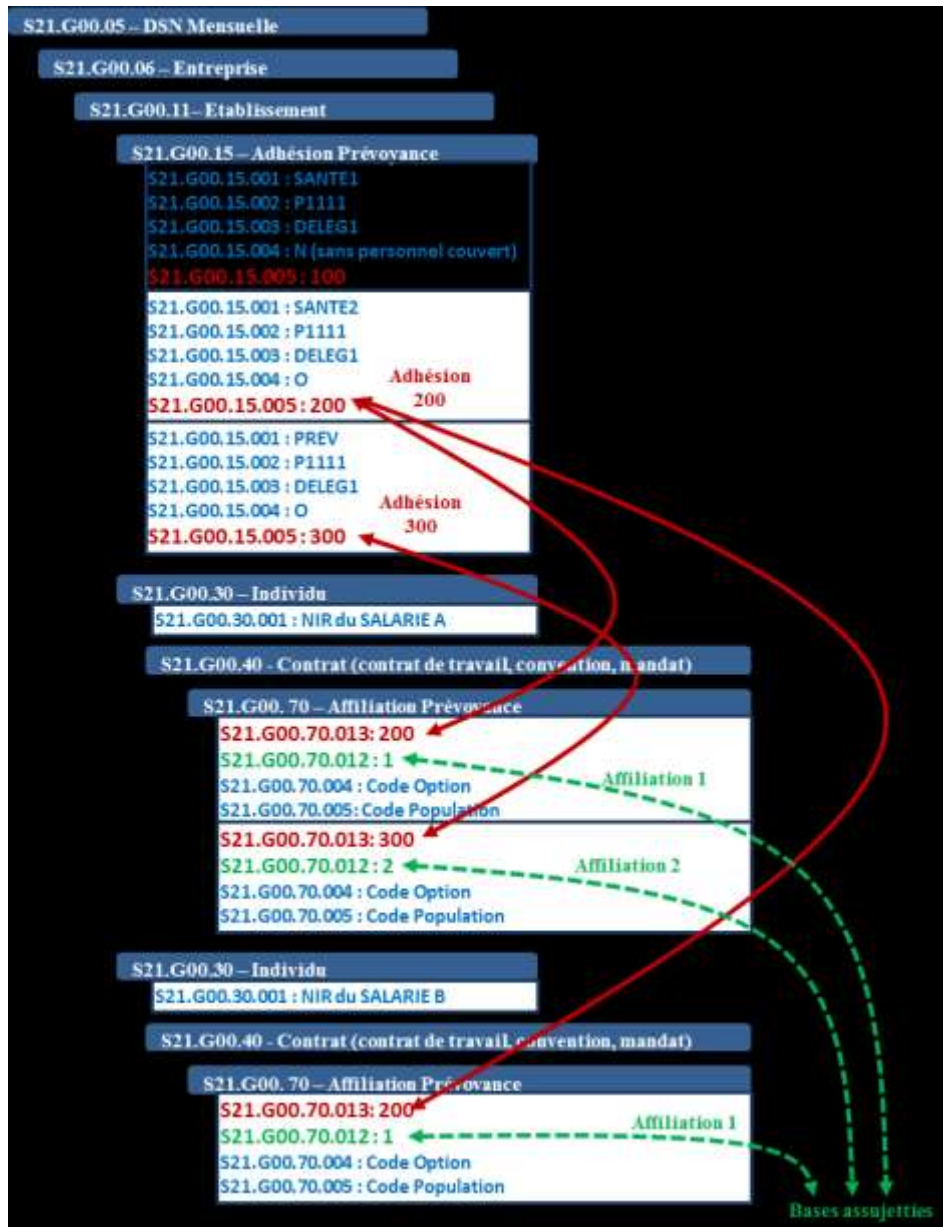 S21.G00.05 – DSN Mensuelle
S21.G00.06 – Entreprise
S21.G00.11– Etablissement
S21.G00.15 – Adhésion Prévoyance
S21.G00.15.001 : SANTE1
S21.G00.15.002 : P1111
S21.G00.15.003 : DELEG1
S21.G00.15.004 : N (sans personnel couvert)
S21.G00.15.005 : 100
S21.G00.15.001 : SANTE2
S21.G00.15.002 : P1111
S21.G00.15.003 : DELEG1
S21.G00.15.004 : O
S21.G00.15.005 : 200
Adhésion
200
S21.G00.15.001 : PREV
S21.G00.15.002 : P1111
S21.G00.15.003 : DELEG1
S21.G00.15.004 : O
S21.G00.15.005 : 300
Adhésion
300
S21.G00.30 – Individu
S21.G00.30.001 : NIR du SALARIE A
S21.G00.40 - Contrat (contrat de travail, convention, mandat)
S21.G00. 70 – Affiliation Prévoyance
S21.G00.70.013: 200
S21.G00.70.012 : 1
Affiliation 1
S21.G00.70.004 : Code Option
S21.G00.70.005: Code Population
S21.G00.70.013: 300
S21.G00.70.012 : 2
Affiliation 2
S21.G00.70.004 : Code Option
S21.G00.70.005 : Code Population
S21.G00.30 – Individu
S21.G00.30.001 : NIR du SALARIE B
S21.G00.40 - Contrat (contrat de travail, convention, mandat)
S21.G00. 70 – Affiliation Prévoyance
S21.G00.70.013: 200
S21.G00.70.012 : 1
Affiliation 1
S21.G00.70.004 : Code Option
S21.G00.70.005 : Code Population
Bases assujetties